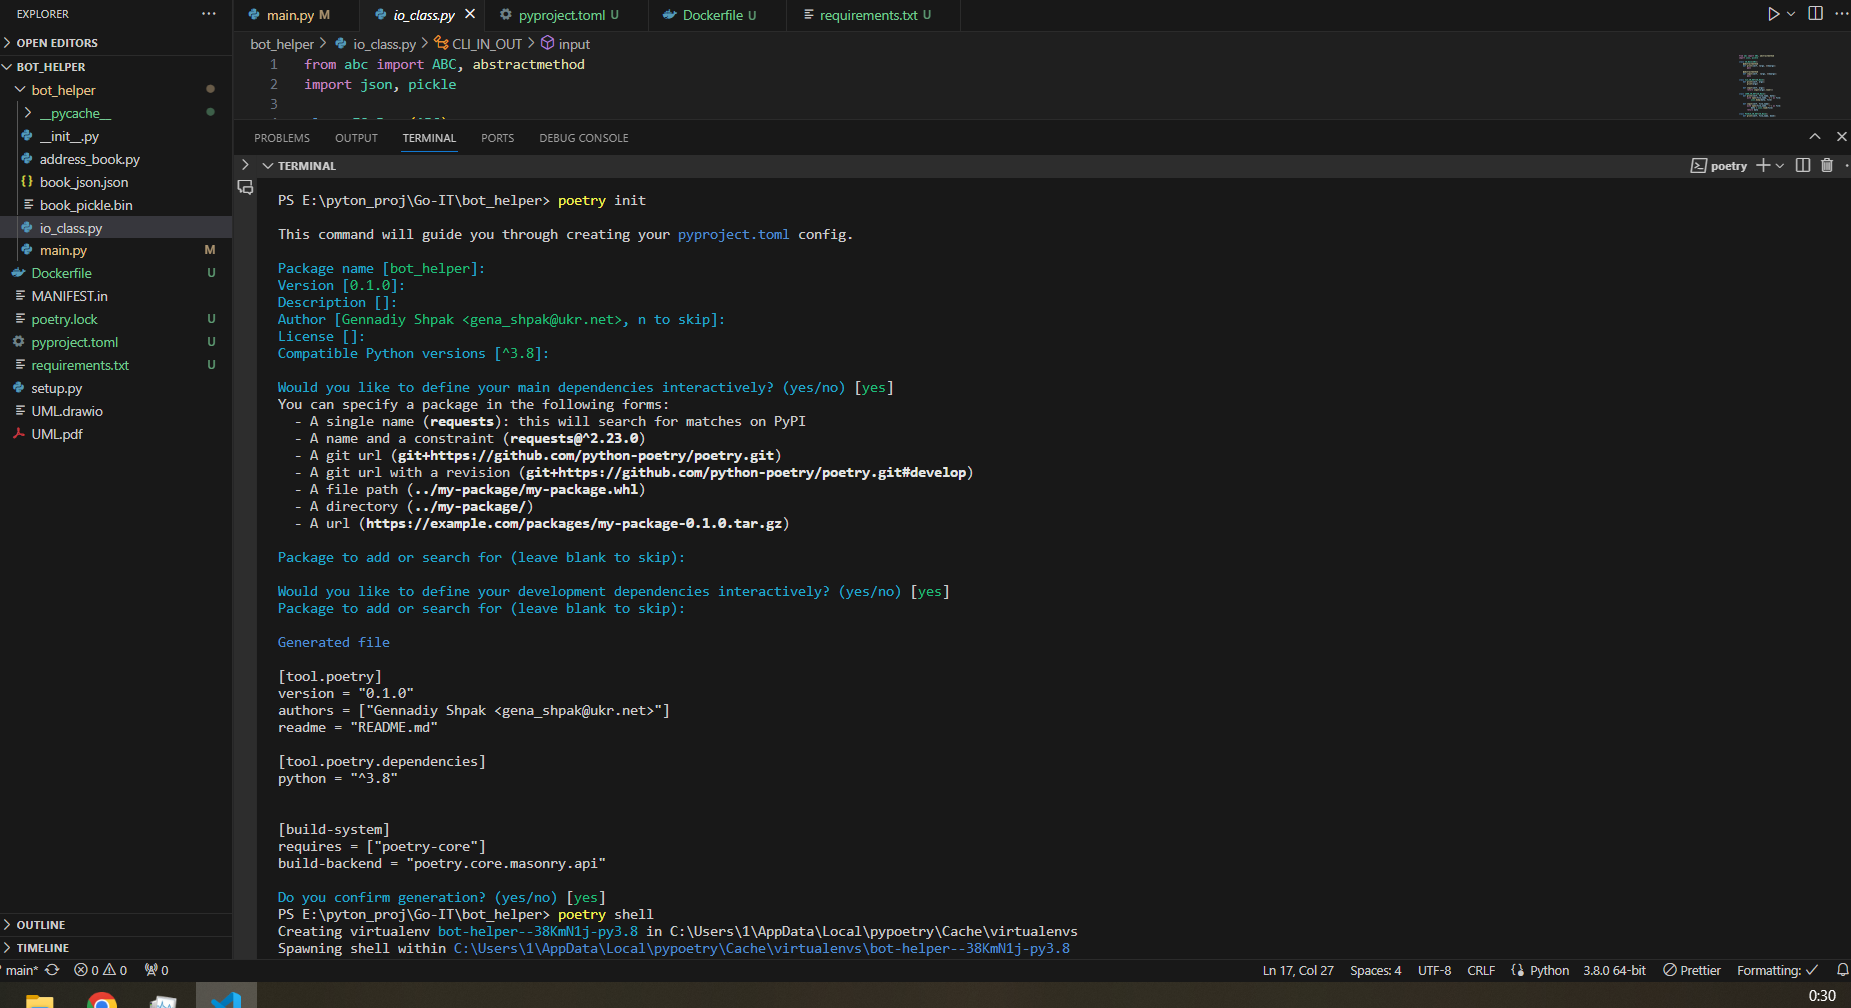 EXPLORER
OPEN EDITORS
BOT_HELPER
bot_helper
__pycache__
__init__.py
address_book.py
book_json.json
book_pickle.bin
io_class.py
main.py M
Dockerfile U
MANIFEST.in
poetry.lock U
pyproject.toml U
requirements.txt U
setup.py
UML.drawio
UML.pdf
OUTLINE
TIMELINE
main.py M io_class.py pyproject.toml U Dockerfile U requirements.txt U
bot_helper > io_class.py > CLI_IN_OUT > input
1 from abc import ABC, abstractmethod
2 import json, pickle
3
PROBLEMS OUTPUT TERMINAL PORTS DEBUG CONSOLE
TERMINAL
poetry
PS E:\pyton_proj\Go-IT\bot_helper> poetry init
This command will guide you through creating your pyproject.toml config.
Package name [bot_helper]:
Version [0.1.0]:
Description []:
Author [Gennadiy Shpak <gena_shpak@ukr.net>, n to skip]:
License []:
Compatible Python versions [^3.8]:
Would you like to define your main dependencies interactively? (yes/no) [yes]
You can specify a package in the following forms:
- A single name (requests): this will search for matches on PyPI
- A name and a constraint (requests@^2.23.0)
- A git url (git+https://github.com/python-poetry/poetry.git)
- A git url with a revision (git+https://github.com/python-poetry/poetry.git#develop)
- A file path (../my-package/my-package.whl)
- A directory (../my-package/)
- A url (https://example.com/packages/my-package-0.1.0.tar.gz)
Package to add or search for (leave blank to skip):
Would you like to define your development dependencies interactively? (yes/no) [yes]
Package to add or search for (leave blank to skip):
Generated file
[tool.poetry]
version = "0.1.0"
authors = ["Gennadiy Shpak <gena_shpak@ukr.net>"]
readme = "README.md"
[tool.poetry.dependencies]
python = "^3.8"
[build-system]
requires = ["poetry-core"]
build-backend = "poetry.core.masonry.api"
Do you confirm generation? (yes/no) [yes]
PS E:\pyton_proj\Go-IT\bot_helper> poetry shell
Creating virtualenv bot-helper--38KmN1j-py3.8 in C:\Users\1\AppData\Local\pypoetry\Cache\virtualenvs
Spawning shell within C:\Users\1\AppData\Local\pypoetry\Cache\virtualenvs\bot-helper--38KmN1j-py3.8
main* 0 0 0 Ln 17, Col 27 Spaces: 4 UTF-8 CRLF Python 3.8.0 64-bit Prettier Formatting: ✓
0:30